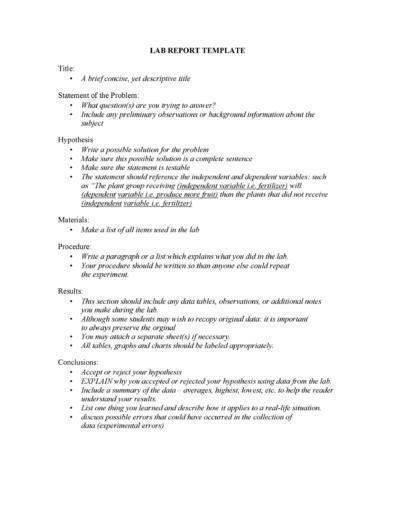 LAB REPORT TEMPLATE
Title:
• A brief concise, yet descriptive title
Statement of the Problem:
• What question(s) are you trying to answer?
• Include any preliminary observations or background information about the
subject
Hypothesis
• Write a possible solution for the problem
• Make sure this possible solution is a complete sentence
• Make sure the statement is testable
• The statement should reference the independent and dependent variables: such
as "The plant group receiving (independent variable i.e. fertilizer) will
(dependent variable i.e. produce more fruit) than the plants that did not receive
(independent variable i.e. fertilizer)
Materials:
• Make a list of all items used in the lab
Procedure:
• Write a paragraph or a list which explains what you did in the lab.
• Your procedure should be written so than anyone else could repeat
the experiment.
Results:
• This section should include any data tables, observations, or additional notes
you make during the lab.
• Although some students may wish to recopy original data: it is important
to always preserve the orginal
• You may attach a separate sheet(s) if necessary.
• All tables, graphs and charts should be labeled appropriately.
Conclusions:
• Accept or reject your hypothesis
• EXPLAIN why you accepted or rejected your hypothesis using data from the lab.
• Include a summary of the data – averages, highest, lowest, etc. to help the reader
understand your results.
• List one thing you learned and describe how it applies to a real-life situation.
• discuss possible errors that could have occurred in the collection of
data (experimental errors)